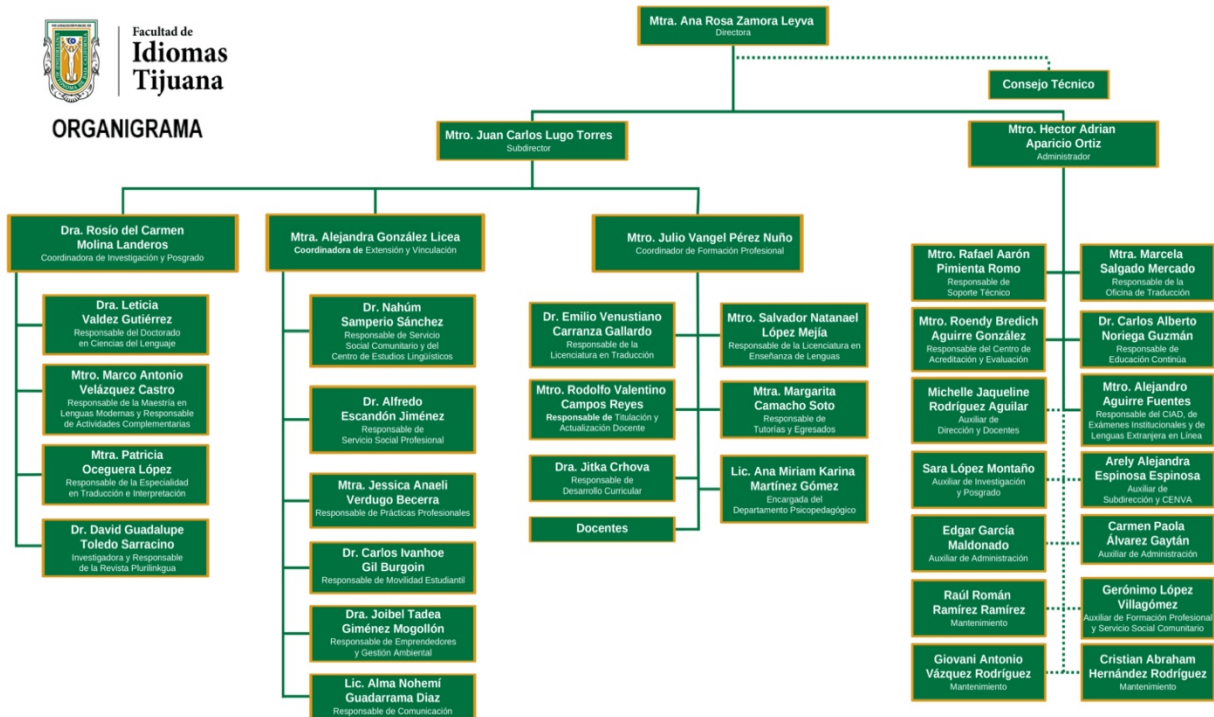 Facultad de
Idiomas
Tijuana
ORGANIGRAMA
Mtra. Ana Rosa Zamora Leyva
Directora
Consejo Técnico
Mtro. Juan Carlos Lugo Torres
Subdirector
Mtro. Hector Adrian
Aparicio Ortiz
Administrador
Dra. Rosío del Carmen
Molina Landeros
Coordinadora de Investigación y Posgrado
Dra. Leticia
Valdez Gutiérrez
Responsable del Doctorado
en Ciencias del Lenguaje
Mtro. Marco Antonio
Velázquez Castro
Responsable de la Maestría en
Lenguas Modernas y Responsable
de Actividades Complementarias
Mtra. Patricia
Oceguera López
Responsable de la Especialidad
en Traducción e Interpretación
Dr. David Guadalupe
Toledo Sarracino
Investigadora y Responsable
de la Revista Plurilinkgua
Mtra. Alejandra González Licea
Coordinadora de Extensión y Vinculación
Dr. Nahúm
Samperio Sánchez
Responsable de Servicio
Social Comunitario y del
Centro de Estudios Lingüísticos
Dr. Alfredo
Escandón Jiménez
Responsable de
Servicio Social Profesional
Mtra. Jessica Anaeli
Verdugo Becerra
Responsable de Prácticas Profesionales
Dr. Carlos Ivanhoe
Gil Burgoin
Responsable de Movilidad Estudiantil
Dra. Joibel Tadea
Giménez Mogollón
Responsable de Emprendedores
y Gestión Ambiental
Lic. Alma Nohemí
Guadarrama Diaz
Responsable de Comunicación
Mtro. Julio Vangel Pérez Nuño
Coordinador de Formación Profesional
Dr. Emilio Venustiano
Carranza Gallardo
Responsable de la
Licenciatura en Traducción
Mtro. Salvador Natanael
López Mejía
Responsable de la Licenciatura en
Enseñanza de Lenguas
Mtro. Rodolfo Valentino
Campos Reyes
Responsable de Titulación y
Actualización Docente
Mtra. Margarita
Camacho Soto
Responsable de
Tutorías y Egresados
Dra. Jitka Crhova
Responsable de
Desarrollo Curricular
Lic. Ana Miriam Karina
Martínez Gómez
Encargada del
Departamento Psicopedagógico
Docentes
Mtro. Rafael Aarón
Pimienta Romo
Responsable de
Soporte Técnico
Mtra. Marcela
Salgado Mercado
Responsable de la
Oficina de Traducción
Mtro. Roendy Bredich
Aguirre González
Responsable del Centro de
Acreditación y Evaluación
Dr. Carlos Alberto
Noriega Guzmán
Responsable de
Educación Continúa
Michelle Jaqueline
Rodríguez Aguilar
Auxiliar de
Dirección y Docentes
Mtro. Alejandro
Aguirre Fuentes
Responsable del CIAD, de
Exámenes Institucionales y de
Lenguas Extranjera en Línea
Sara López Montaño
Auxiliar de Investigación
y Posgrado
Arely Alejandra
Espinosa Espinosa
Auxiliar de
Subdirección y CENVA
Edgar García
Maldonado
Auxiliar de Administración
Carmen Paola
Álvarez Gaytán
Auxiliar de Administración
Raúl Román
Ramírez Ramírez
Mantenimiento
Gerónimo López
Villagómez
Auxiliar de Formación Profesional
y Servicio Social Comunitario
Giovani Antonio
Vázquez Rodríguez
Mantenimiento
Cristian Abraham
Hernández Rodríguez
Mantenimiento